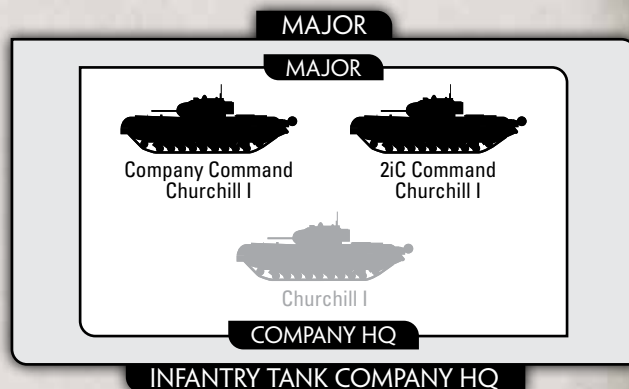 MAJOR
MAJOR
Company Command
Churchill I
2iC Command
Churchill I
Churchill I
COMPANY HQ
INFANTRY TANK COMPANY HQ